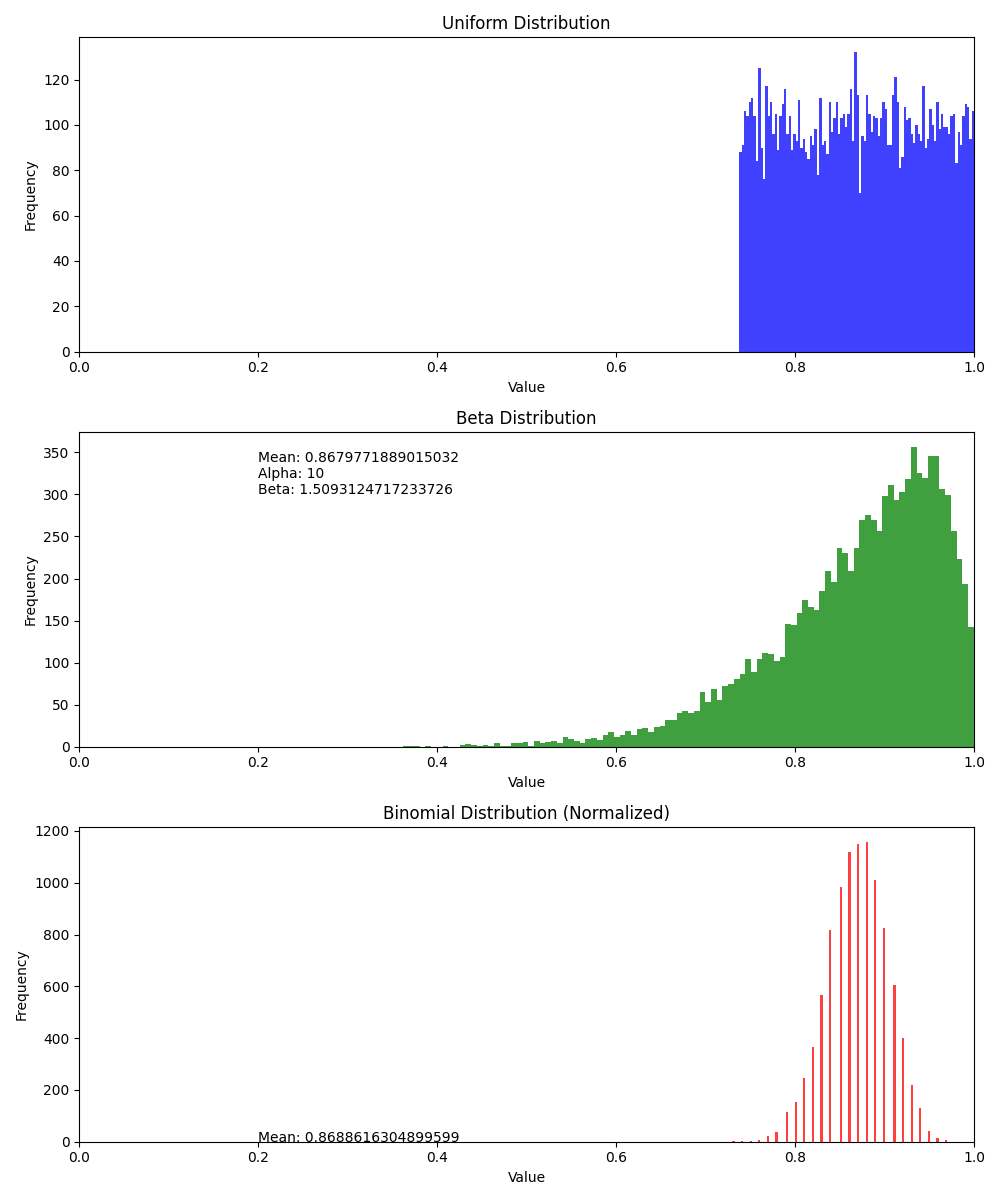 Uniform Distribution
120
100
80
60
40
20
0
Frequency
0.0 0.2 0.4 0.6 0.8 1.0
Value
Beta Distribution
350
300
250
200
150
100
50
0
Frequency
Mean: 0.8679771889015032
Alpha: 10
Beta: 1.5093124717233726
0.0 0.2 0.4 0.6 0.8 1.0
Value
Binomial Distribution (Normalized)
1200
1000
800
600
400
200
0
Frequency
Mean: 0.8688616304899599
0.0 0.2 0.4 0.6 0.8 1.0
Value